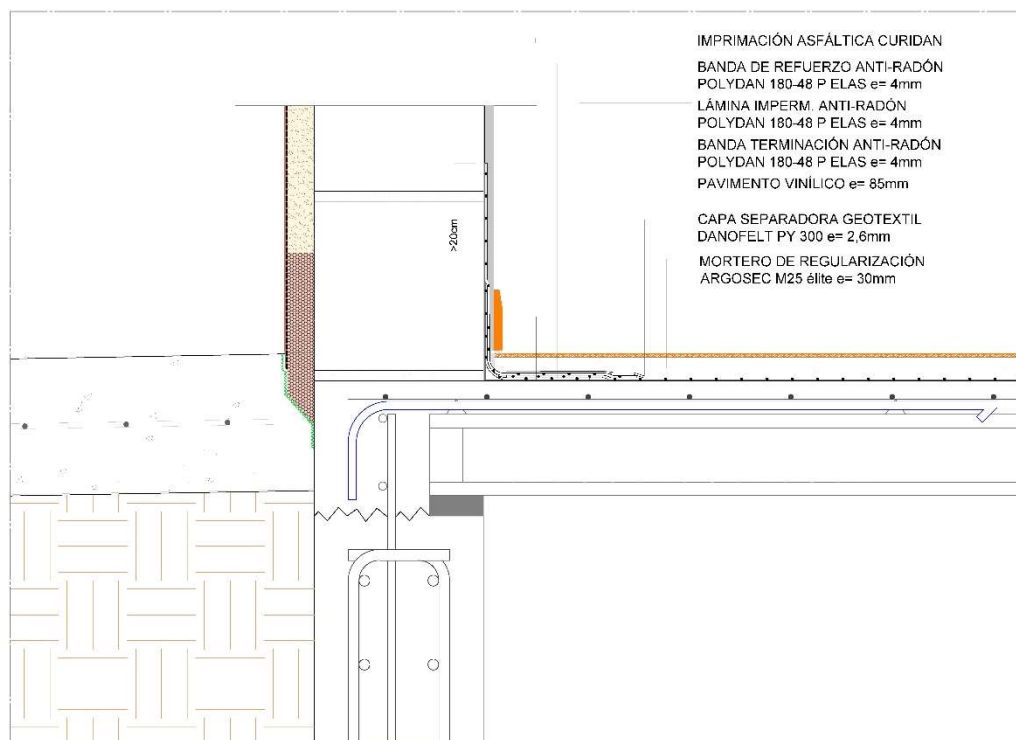 IMPRIMACIÓN ASFÁLTICA CURIDAN
BANDA DE REFUERZO ANTI-RADÓN
POLYDAN 180-48 P ELAS e= 4mm
LÁMINA IMPERM. ANTI-RADÓN
POLYDAN 180-48 P ELAS e= 4mm
BANDA TERMINACIÓN ANTI-RADÓN
POLYDAN 180-48 P ELAS e= 4mm
PAVIMENTO VINÍLICO e= 85mm
CAPA SEPARADORA GEOTEXTIL
DANOFELT PY 300 e= 2,6mm
MORTERO DE REGULARIZACIÓN
ARGOSEC M25 élite e= 30mm
>20cm